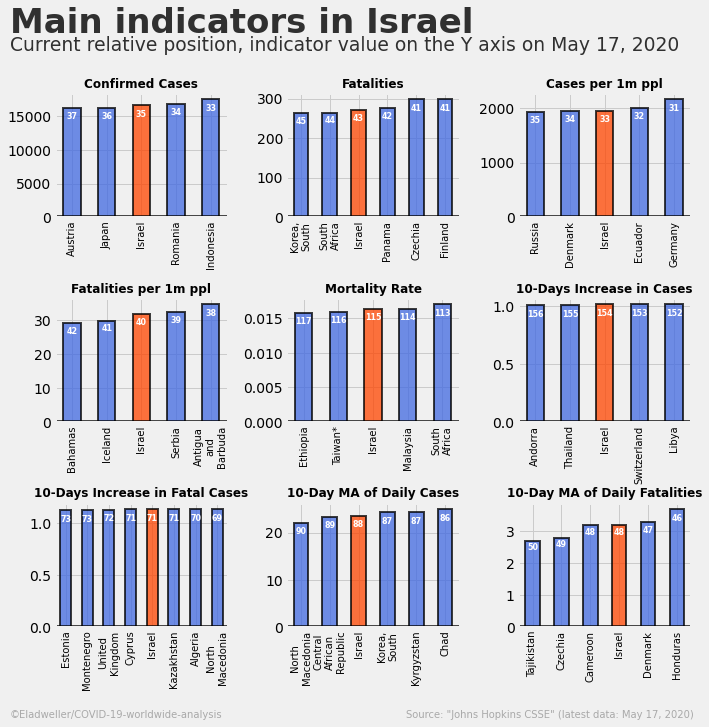 Main indicators in Israel
Current relative position, indicator value on the Y axis on May 17, 2020
Confirmed Cases
15000
10000
5000
0
37
36
35
34
33
Austria
Japan
Israel
Romania
Indonesia
Fatalities
300
200
100
0
45
44
43
42
41
41
Korea,
South
South
Africa
Israel
Panama
Czechia
Finland
Cases per 1m ppl
2000
1000
0
35
34
33
32
31
Russia
Denmark
Israel
Ecuador
Germany
Fatalities per 1m ppl
30
20
10
0
42
41
40
39
38
Bahamas
Iceland
Israel
Serbia
Antigua
and
Barbuda
Mortality Rate
0.015
0.010
0.005
0.000
117
116
115
114
113
Ethiopia
Taiwan*
Israel
Malaysia
South
Africa
10-Days Increase in Cases
1.0
0.5
0.0
156
155
154
153
152
Andorra
Thailand
Israel
Switzerland
Libya
10-Days Increase in Fatal Cases
1.0
0.5
0.0
73
73
72
71
71
71
70
69
Estonia
Montenegro
United
Kingdom
Cyprus
Israel
Kazakhstan
Algeria
North
Macedonia
10-Day MA of Daily Cases
20
10
0
90
89
88
87
87
86
North
Macedonia
Central
African
Republic
Israel
Korea,
South
Kyrgyzstan
Chad
10-Day MA of Daily Fatalities
3
2
1
0
50
49
48
48
47
46
Tajikistan
Czechia
Cameroon
Israel
Denmark
Honduras
©Eladweller/COVID-19-worldwide-analysis
Source: "Johns Hopkins CSSE" (latest data: May 17, 2020)